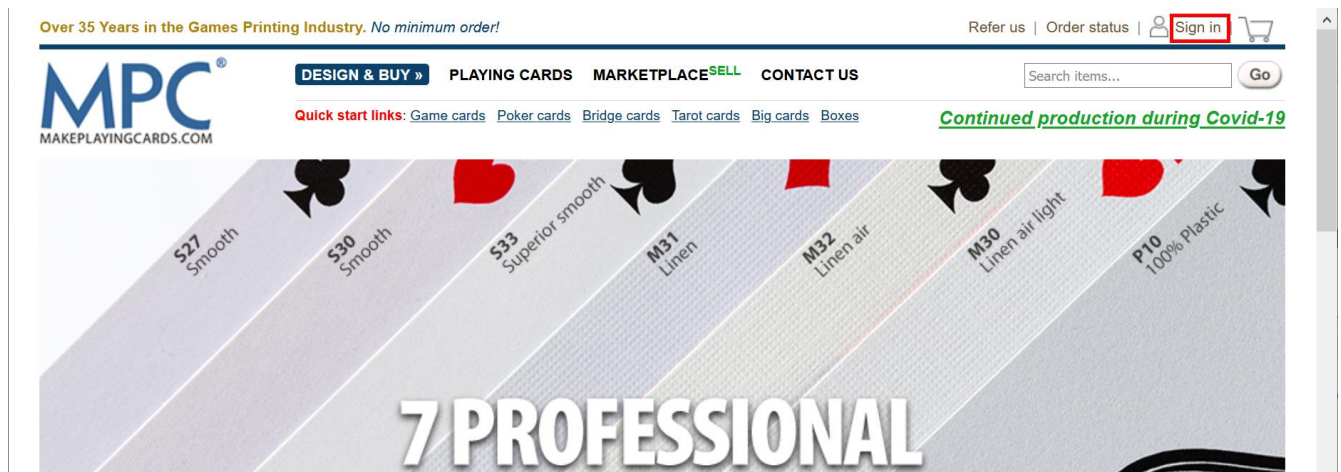 Over 35 Years in the Games Printing Industry. No minimum order!
Refer us | Order status | Sign in |
MPC®
MAKEPLAYINGCARDS.COM
DESIGN & BUY » PLAYING CARDS MARKETPLACE SELL CONTACT US
Search items... Go
Quick start links: Game cards Poker cards Bridge cards Tarot cards Big cards Boxes
Continued production during Covid-19
S27
Smooth
S30
Smooth
S33
Superior smooth
M31
Linen
M32
Linen air
M30
Linen air light
P10
100% Plastic
7 PROFESSIONAL